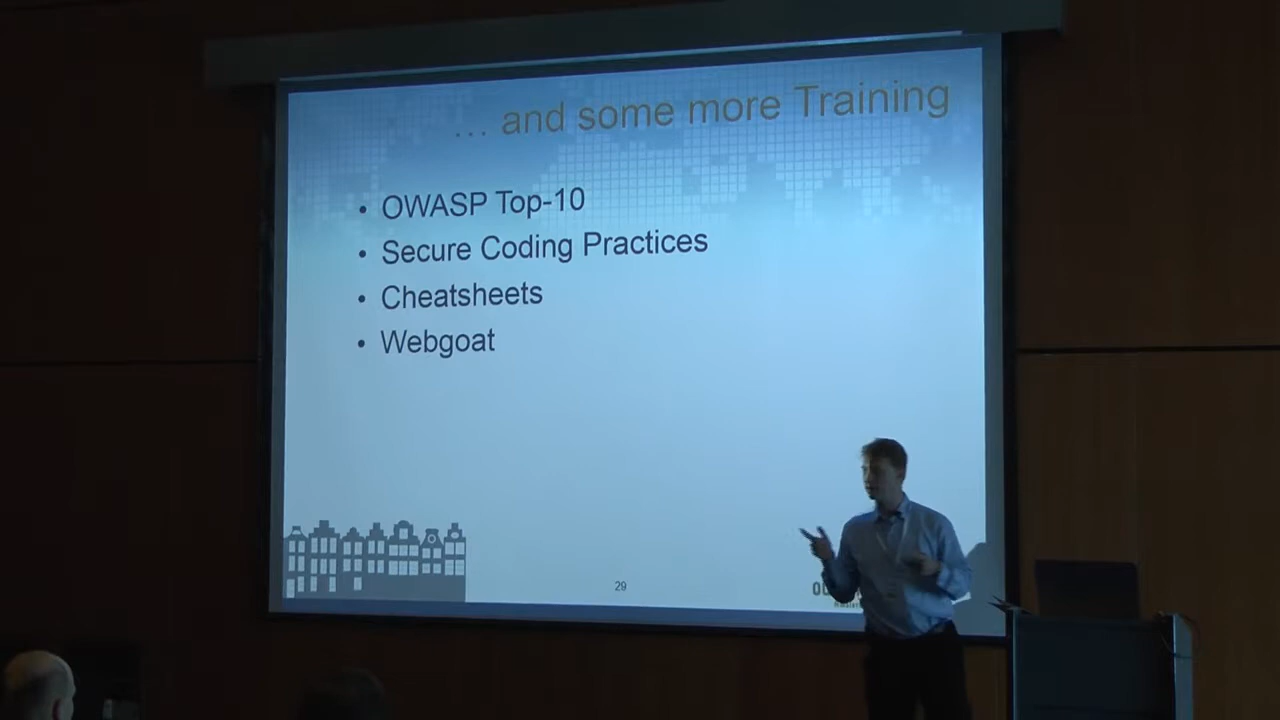 ... and some more Training
• OWASP Top-10
• Secure Coding Practices
• Cheatsheets
• Webgoat
29